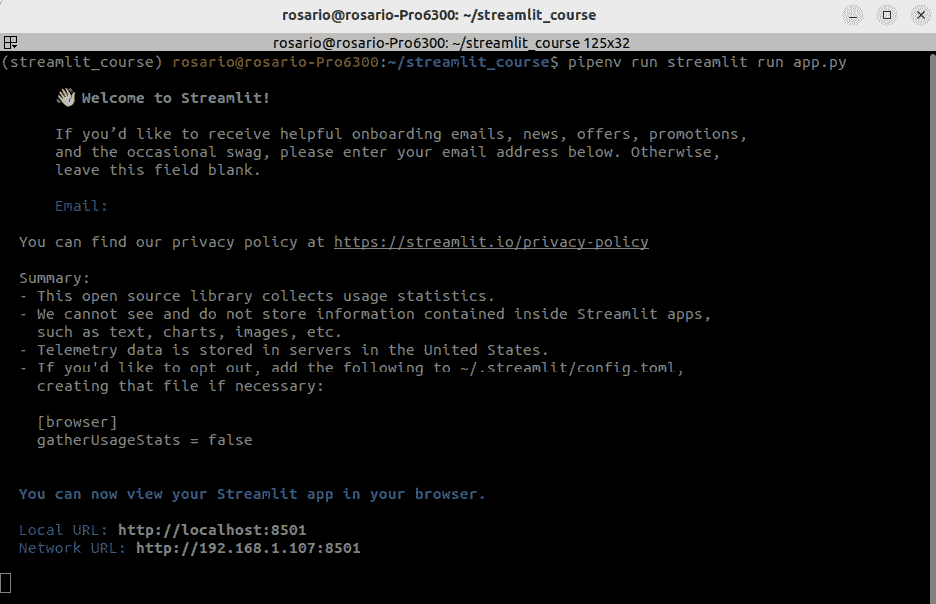 rosario@rosario-Pro6300: ~/streamlit_course
rosario@rosario-Pro6300: ~/streamlit_course 125x32
(streamlit_course) rosario@rosario-Pro6300:~/streamlit_course$ pipenv run streamlit run app.py
👋 Welcome to Streamlit!
If you’d like to receive helpful onboarding emails, news, offers, promotions,
and the occasional swag, please enter your email address below. Otherwise,
leave this field blank.
Email:
You can find our privacy policy at https://streamlit.io/privacy-policy
Summary:
- This open source library collects usage statistics.
- We cannot see and do not store information contained inside Streamlit apps,
such as text, charts, images, etc.
- Telemetry data is stored in servers in the United States.
- If you'd like to opt out, add the following to ~/.streamlit/config.toml,
creating that file if necessary:
[browser]
gatherUsageStats = false
You can now view your Streamlit app in your browser.
Local URL: http://localhost:8501
Network URL: http://192.168.1.107:8501